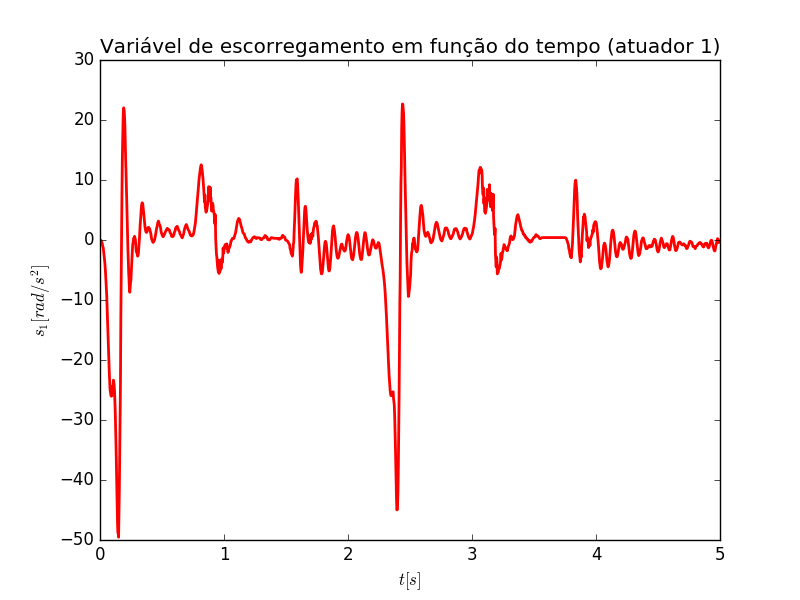 Variável de escorregamento em função do tempo (atuador 1)
30
20
10
0
−10
−20
−30
−40
−50
s₁[rad/s²]
0 1 2 3 4 5
t[s]